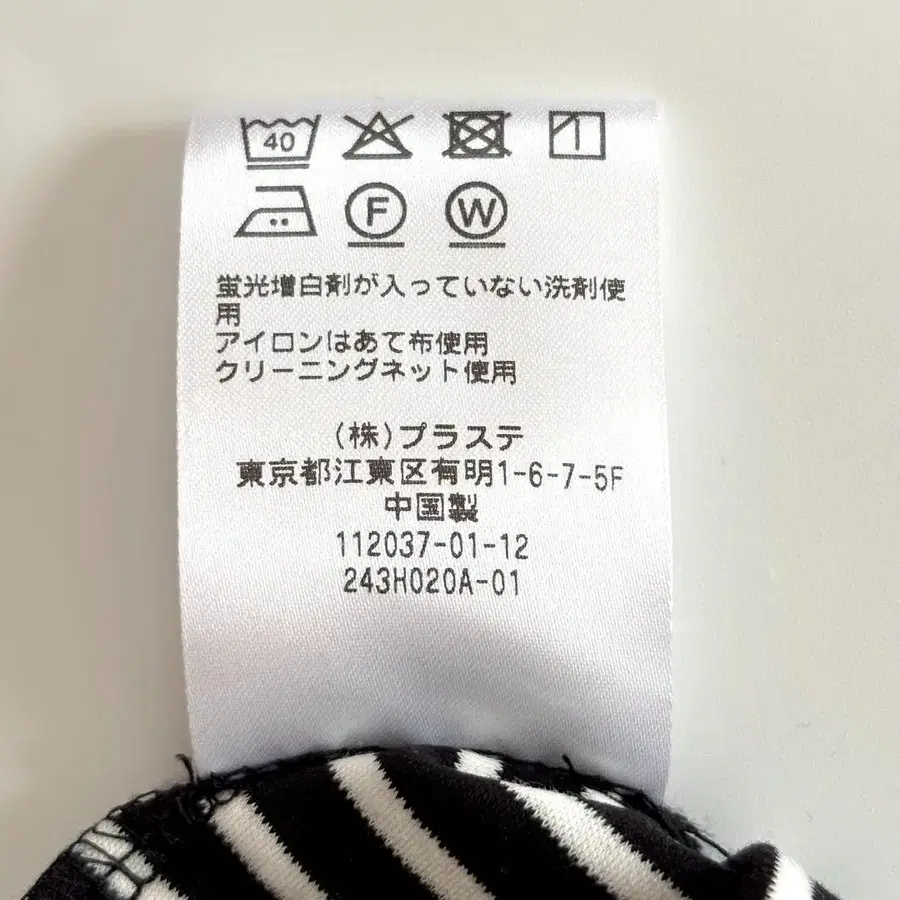 40
F W
蛍光増白剤が入っていない洗剤使
用
アイロンはあて布使用
クリーニングネット使用
(株)プラステ
東京都江東区有明1-6-7-5F
中国製
112037-01-12
243H020A-01